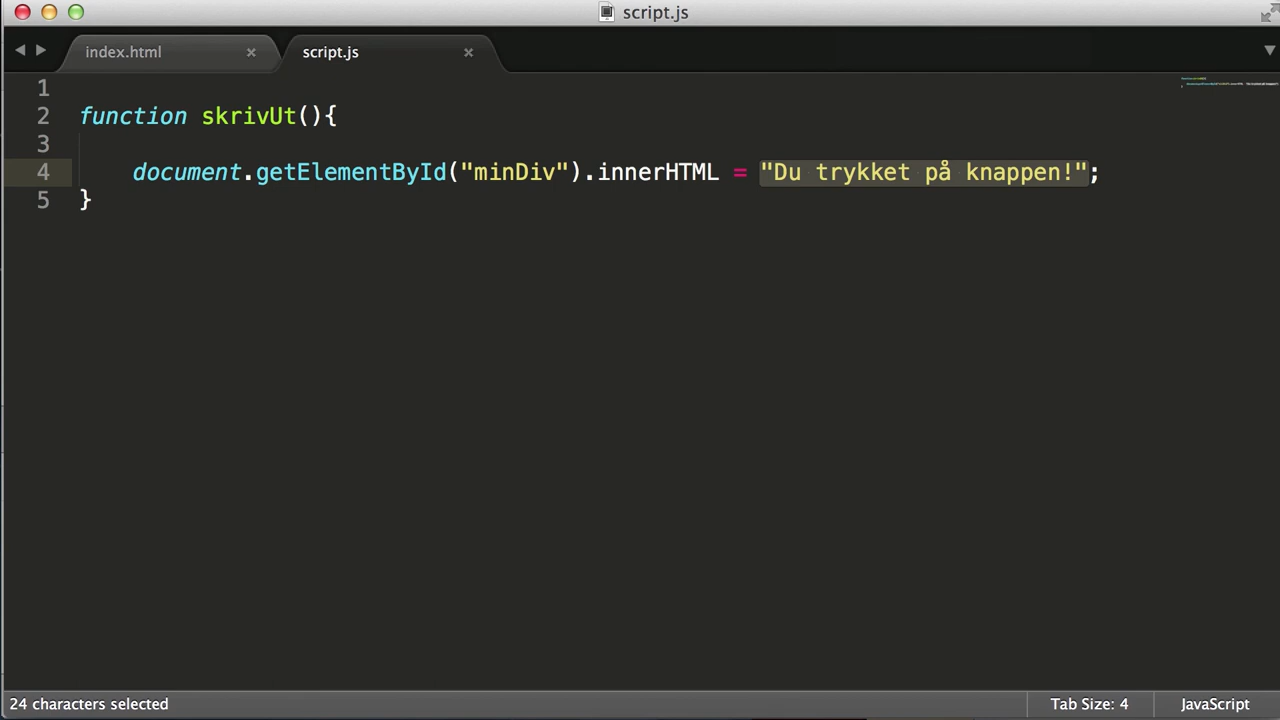 script.js
index.html × script.js ×
1
2 function skrivUt(){
3
4 document.getElementById("minDiv").innerHTML = "Du trykket på knappen!";
5 }
24 characters selected Tab Size: 4 JavaScript